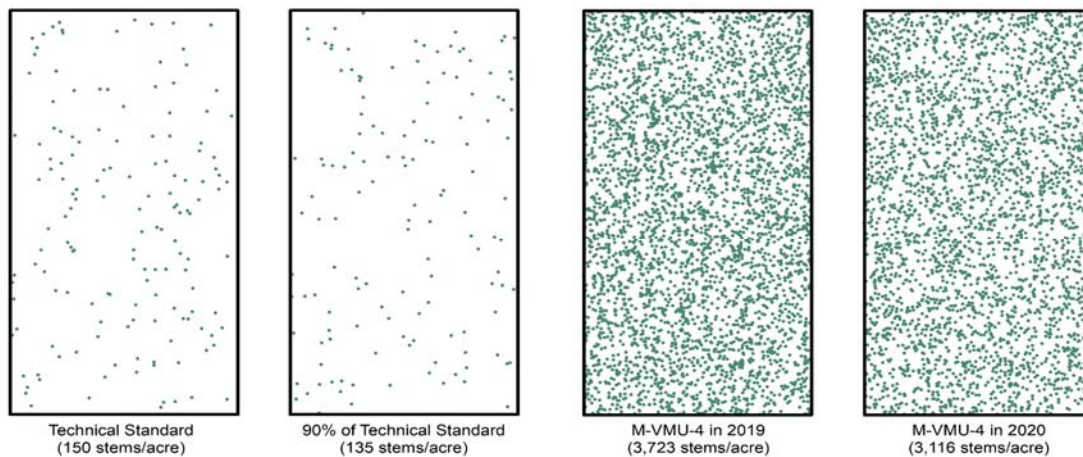 Technical Standard
(150 stems/acre)
90% of Technical Standard
(135 stems/acre)
M-VMU-4 in 2019
(3,723 stems/acre)
M-VMU-4 in 2020
(3,116 stems/acre)